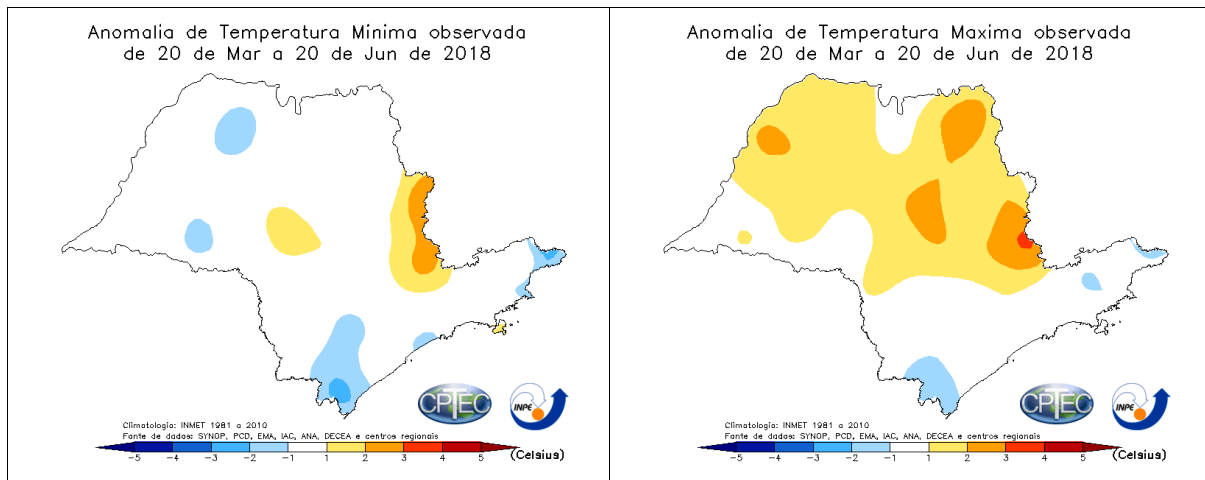 Anomalia de Temperatura Mínima observada
de 20 de Mar a 20 de Jun de 2018
CPTEC
INPE
Climatologia: INMET 1981 a 2010
Fonte de dados: SYNOP, PCD, EMA, IAC, ANA, DECEA e centros regionais
-5 -4 -3 -2 -1 1 2 3 4 5 (Celsius)
Anomalia de Temperatura Maxima observada
de 20 de Mar a 20 de Jun de 2018
CPTEC
INPE
Climatologia: INMET 1981 a 2010
Fonte de dados: SYNOP, PCD, EMA, IAC, ANA, DECEA e centros regionais
-5 -4 -3 -2 -1 1 2 3 4 5 (Celsius)